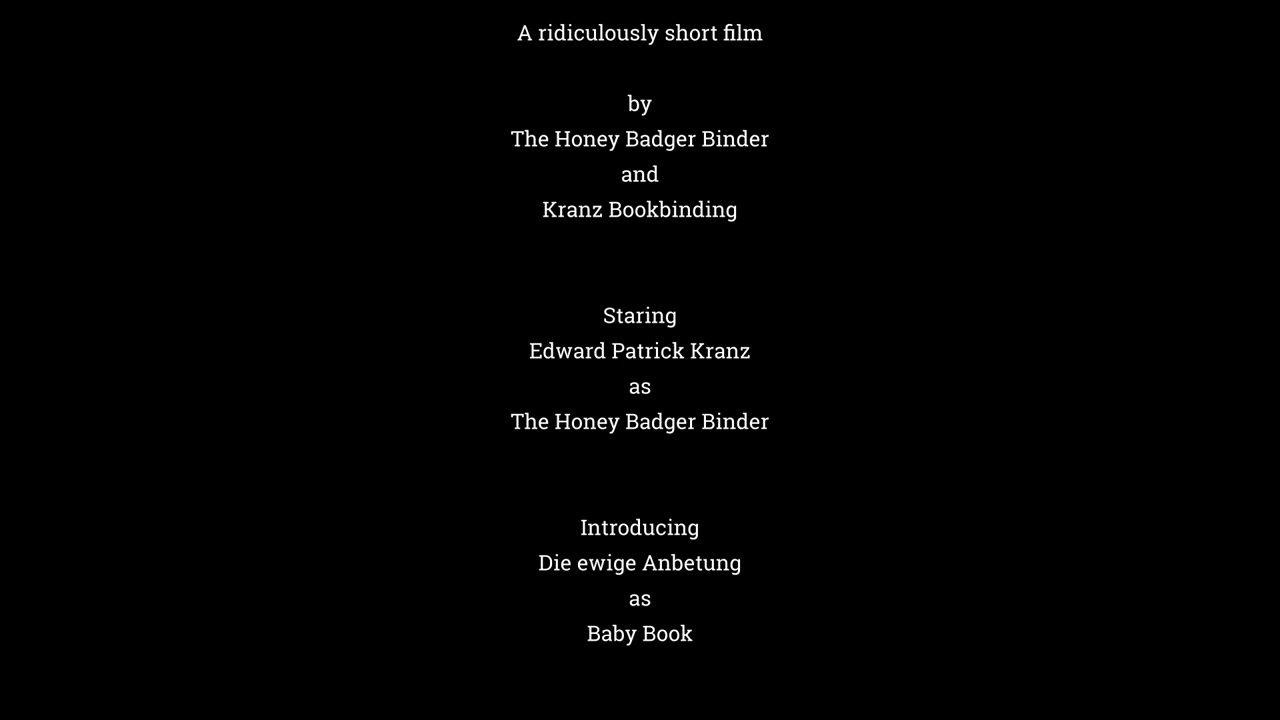 A ridiculously short film
by
The Honey Badger Binder
and
Kranz Bookbinding
Staring
Edward Patrick Kranz
as
The Honey Badger Binder
Introducing
Die ewige Anbetung
as
Baby Book